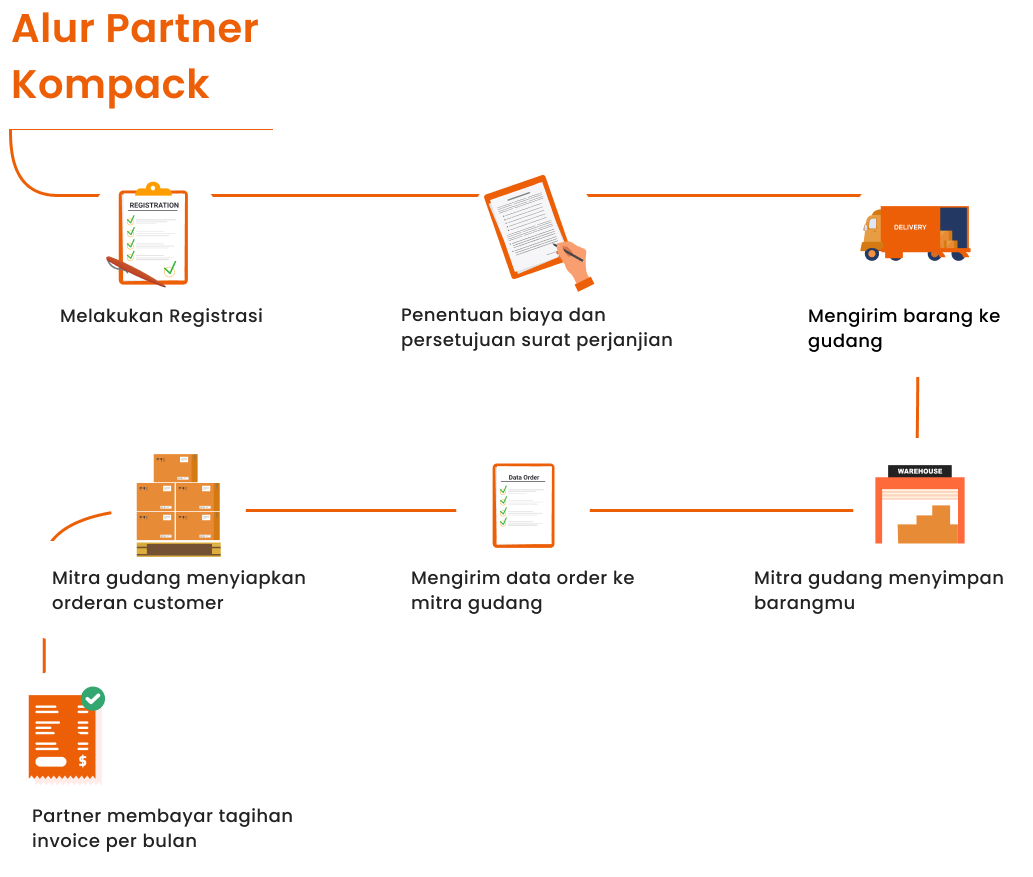 Alur Partner
Kompack
REGISTRATION
DELIVERY
Melakukan Registrasi
Penentuan biaya dan
persetujuan surat perjanjian
Mengirim barang ke
gudang
WAREHOUSE
Data Order
Mitra gudang menyiapkan
orderan customer
Mengirim data order ke
mitra gudang
Mitra gudang menyimpan
barangmu
$
Partner membayar tagihan
invoice per bulan